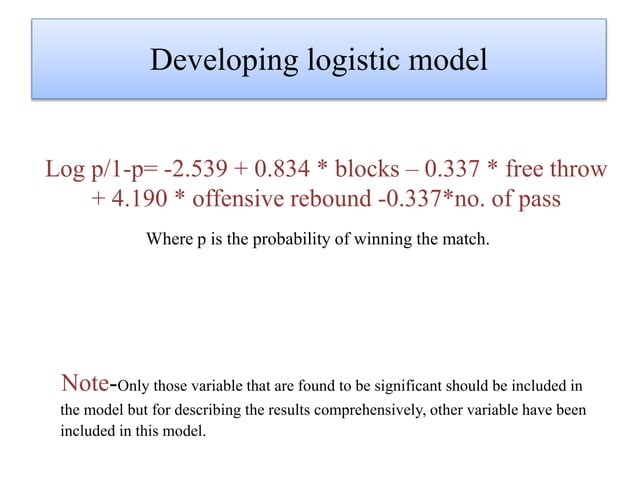 Developing logistic model
Log p/1-p= -2.539 + 0.834 * blocks – 0.337 * free throw
+ 4.190 * offensive rebound -0.337*no. of pass
Where p is the probability of winning the match.
Note-Only those variable that are found to be significant should be included in
the model but for describing the results comprehensively, other variable have been
included in this model.